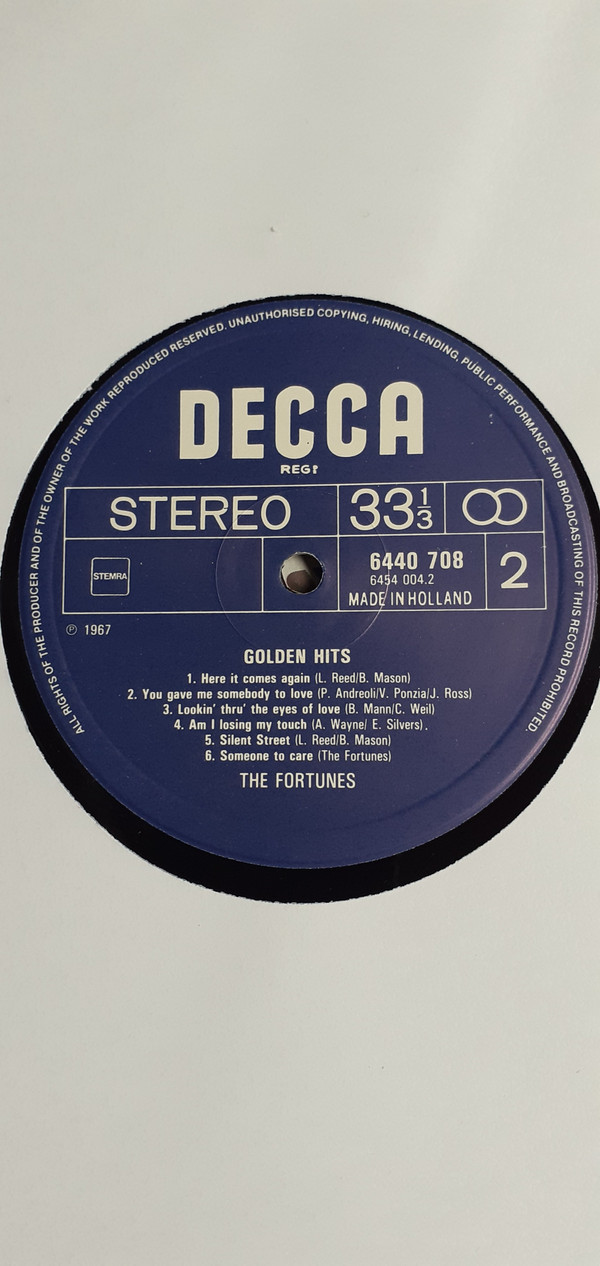 ALL RIGHTS OF THE PRODUCER AND OF THE OWNER OF THE WORK REPRODUCED RESERVED. UNAUTHORISED COPYING, HIRING, LENDING, PUBLIC PERFORMANCE AND BROADCASTING OF THIS RECORD PROHIBITED.
DECCA
REGD
STEREO
33 1/3
STEMRA
6440 708
6454 004.2
MADE IN HOLLAND
2
℗ 1967
GOLDEN HITS
1. Here it comes again (L. Reed/B. Mason)
2. You gave me somebody to love (P. Andreoli/V. Ponzia/J. Ross)
3. Lookin' thru' the eyes of love (B. Mann/C. Weil)
4. Am I losing my touch (A. Wayne/ E. Silvers).
5. Silent Street (L. Reed/B. Mason)
6. Someone to care (The Fortunes)
THE FORTUNES